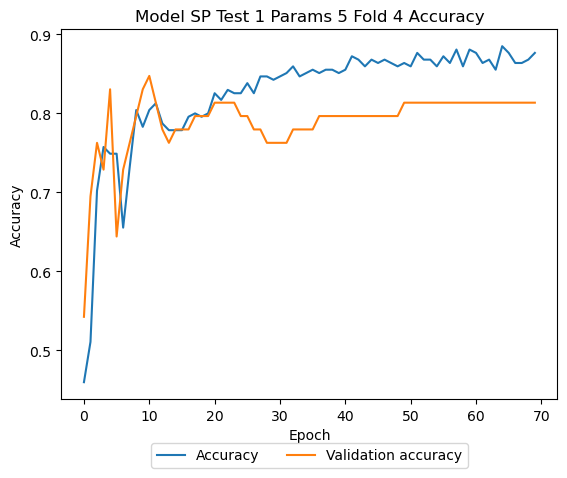 Model SP Test 1 Params 5 Fold 4 Accuracy
Accuracy
0.9
0.8
0.7
0.6
0.5
0 10 20 30 40 50 60 70
Epoch
Accuracy Validation accuracy